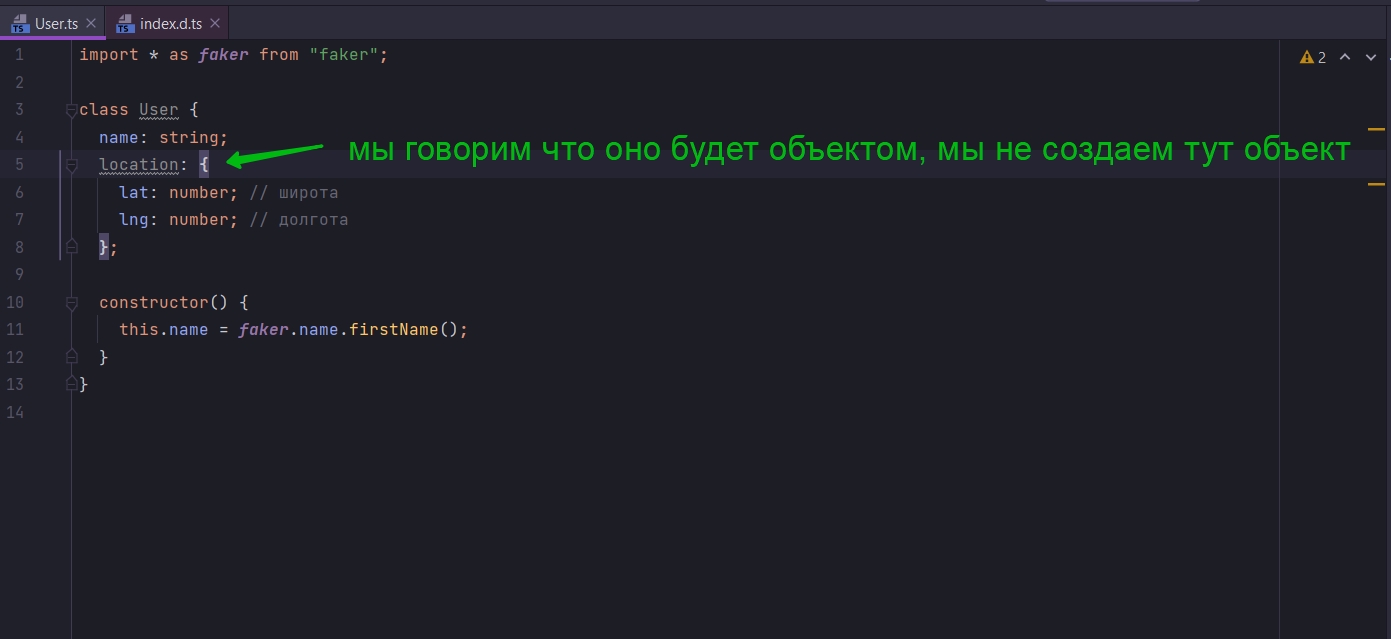 User.ts index.d.ts
1 import * as faker from "faker"; 2
2
3 class User {
4 name: string;
5 location: { мы говорим что оно будет объектом, мы не создаем тут объект
6 lat: number; // широта
7 lng: number; // долгота
8 };
9
10 constructor() {
11 this.name = faker.name.firstName();
12 }
13 }
14